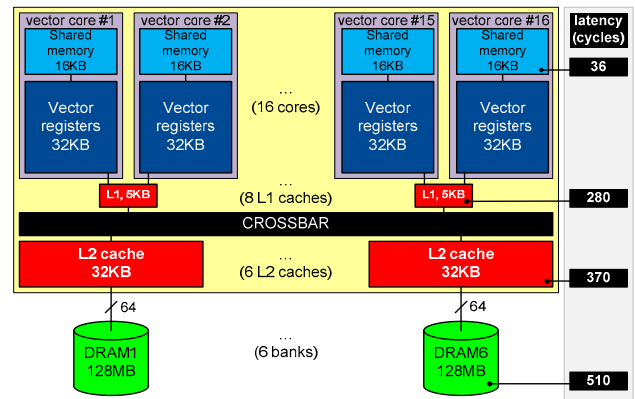 vector core #1
Shared
memory
16KB
Vector
registers
32KB
vector core #2
Shared
memory
16KB
Vector
registers
32KB
...
(16 cores)
vector core #15
Shared
memory
16KB
Vector
registers
32KB
vector core #16
Shared
memory
16KB
Vector
registers
32KB
latency
(cycles)
36
L1, 5KB
...
(8 L1 caches)
L1, 5KB
280
CROSSBAR
L2 cache
32KB
...
(6 L2 caches)
L2 cache
32KB
370
64
64
DRAM1
128MB
...
(6 banks)
DRAM6
128MB
510